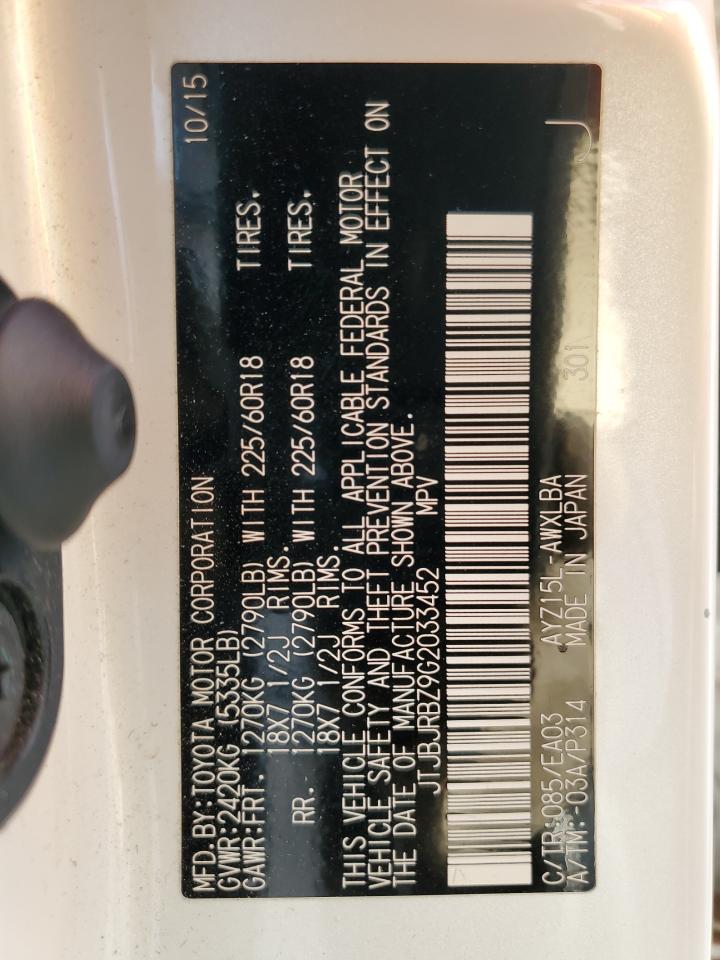 MFD.BY:TOYOTA MOTOR CORPORATION 10/15
GVWR:2420KG (5335LB)
GAWR:FRT. 1270KG (2790LB) WITH 225/60R18 TIRES.
18X7 1/2J RIMS.
RR. 1270KG (2790LB) WITH 225/60R18 TIRES.
18X7 1/2J RIMS.
THIS VEHICLE CONFORMS TO ALL APPLICABLE FEDERAL MOTOR
VEHICLE SAFETY AND THEFT PREVENTION STANDARDS IN EFFECT ON
THE DATE OF MANUFACTURE SHOWN ABOVE.
JTJBJRBZ9G2033452 MPV
C/TR:085/EA03 AYZ15L-AWXLBA
A/TM:-03A/P314 MADE IN JAPAN 301 J